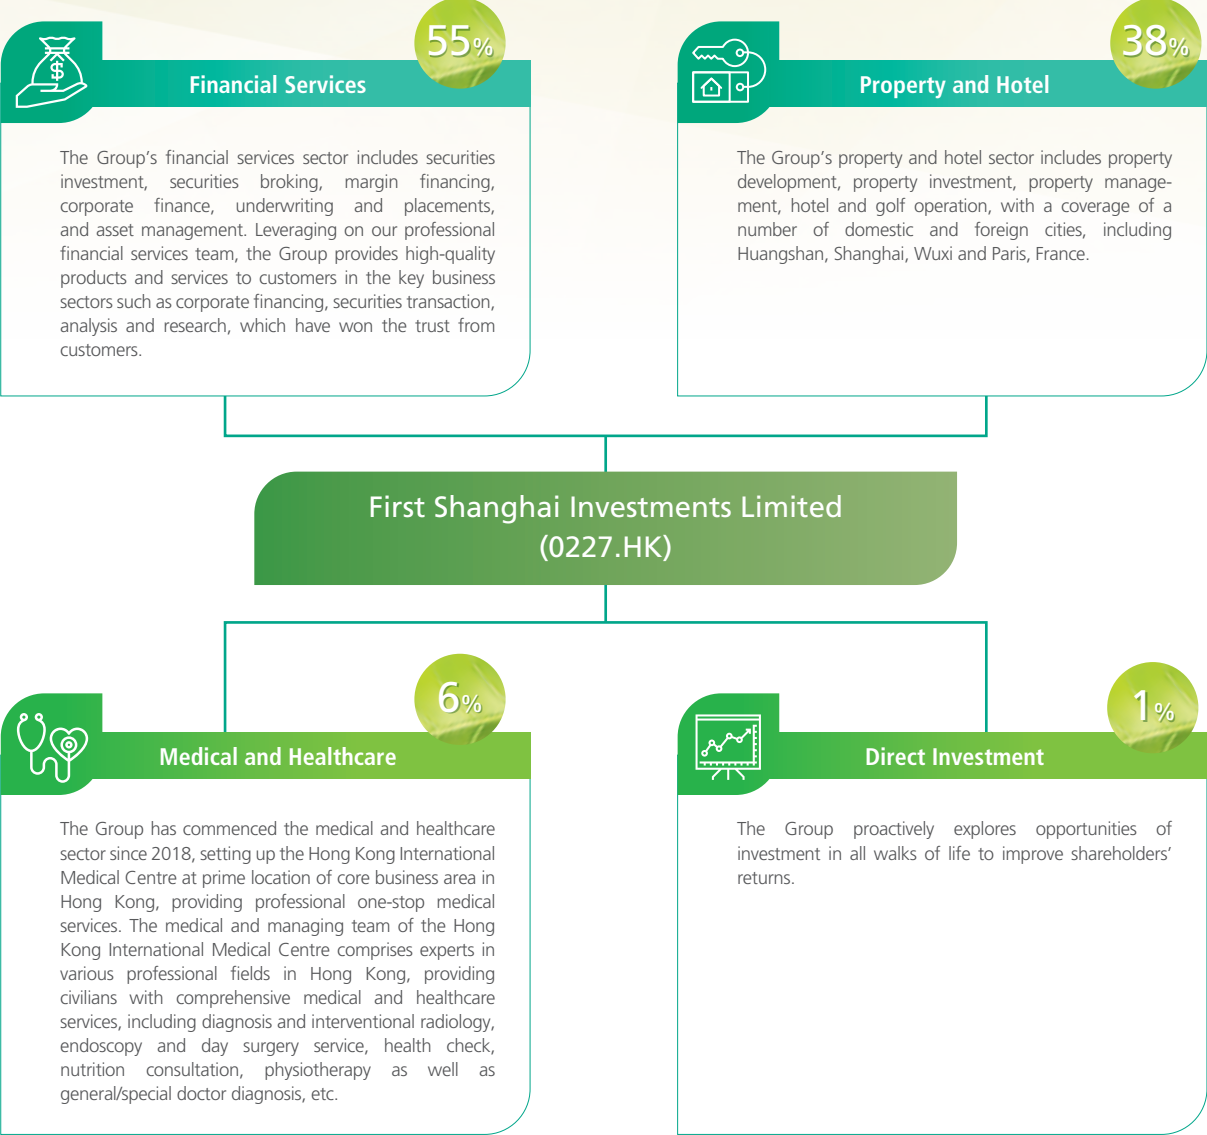 55%
Financial Services
The Group’s financial services sector includes securities
investment, securities broking, margin financing,
corporate finance, underwriting and placements,
and asset management. Leveraging on our professional
financial services team, the Group provides high-quality
products and services to customers in the key business
sectors such as corporate financing, securities transaction,
analysis and research, which have won the trust from
customers.
38%
Property and Hotel
The Group’s property and hotel sector includes property
development, property investment, property manage-
ment, hotel and golf operation, with a coverage of a
number of domestic and foreign cities, including
Huangshan, Shanghai, Wuxi and Paris, France.
First Shanghai Investments Limited
(0227.HK)
6%
Medical and Healthcare
The Group has commenced the medical and healthcare
sector since 2018, setting up the Hong Kong International
Medical Centre at prime location of core business area in
Hong Kong, providing professional one-stop medical
services. The medical and managing team of the Hong
Kong International Medical Centre comprises experts in
various professional fields in Hong Kong, providing
civilians with comprehensive medical and healthcare
services, including diagnosis and interventional radiology,
endoscopy and day surgery service, health check,
nutrition consultation, physiotherapy as well as
general/special doctor diagnosis, etc.
1%
Direct Investment
The Group proactively explores opportunities of
investment in all walks of life to improve shareholders’
returns.